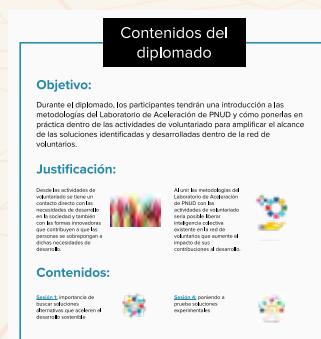 Contenidos del
diplomado
Objetivo:
Durante el diplomado, los participantes tendrán una introducción a las
metodologías del Laboratorio de Aceleración de PNUD y cómo ponerlas en
práctica dentro de las actividades de voluntariado para amplificar el alcance
de las soluciones identificadas y desarrolladas dentro de la red de
voluntarios.
Justificación:
Desde las actividades de
voluntariado se tiene un
contacto directo con las
necesidades de desarrollo
en la sociedad y también
con las formas innovadoras
que contribuyen a que las
personas se sobrepongan a
dichas necesidades de
desarrollo.
Al unir las metodologías del
Laboratorio de Aceleración
de PNUD con las
actividades de voluntariado
sería posible liberar
inteligencia colectiva
existente en la red de
voluntarios que aumente el
impacto de sus
contribuciones al desarrollo.
Contenidos:
Sesión 1: importancia de
buscar soluciones
alternativas que aceleren el
desarrollo sostenible
Sesión 4: poniendo a
prueba soluciones
experimentales